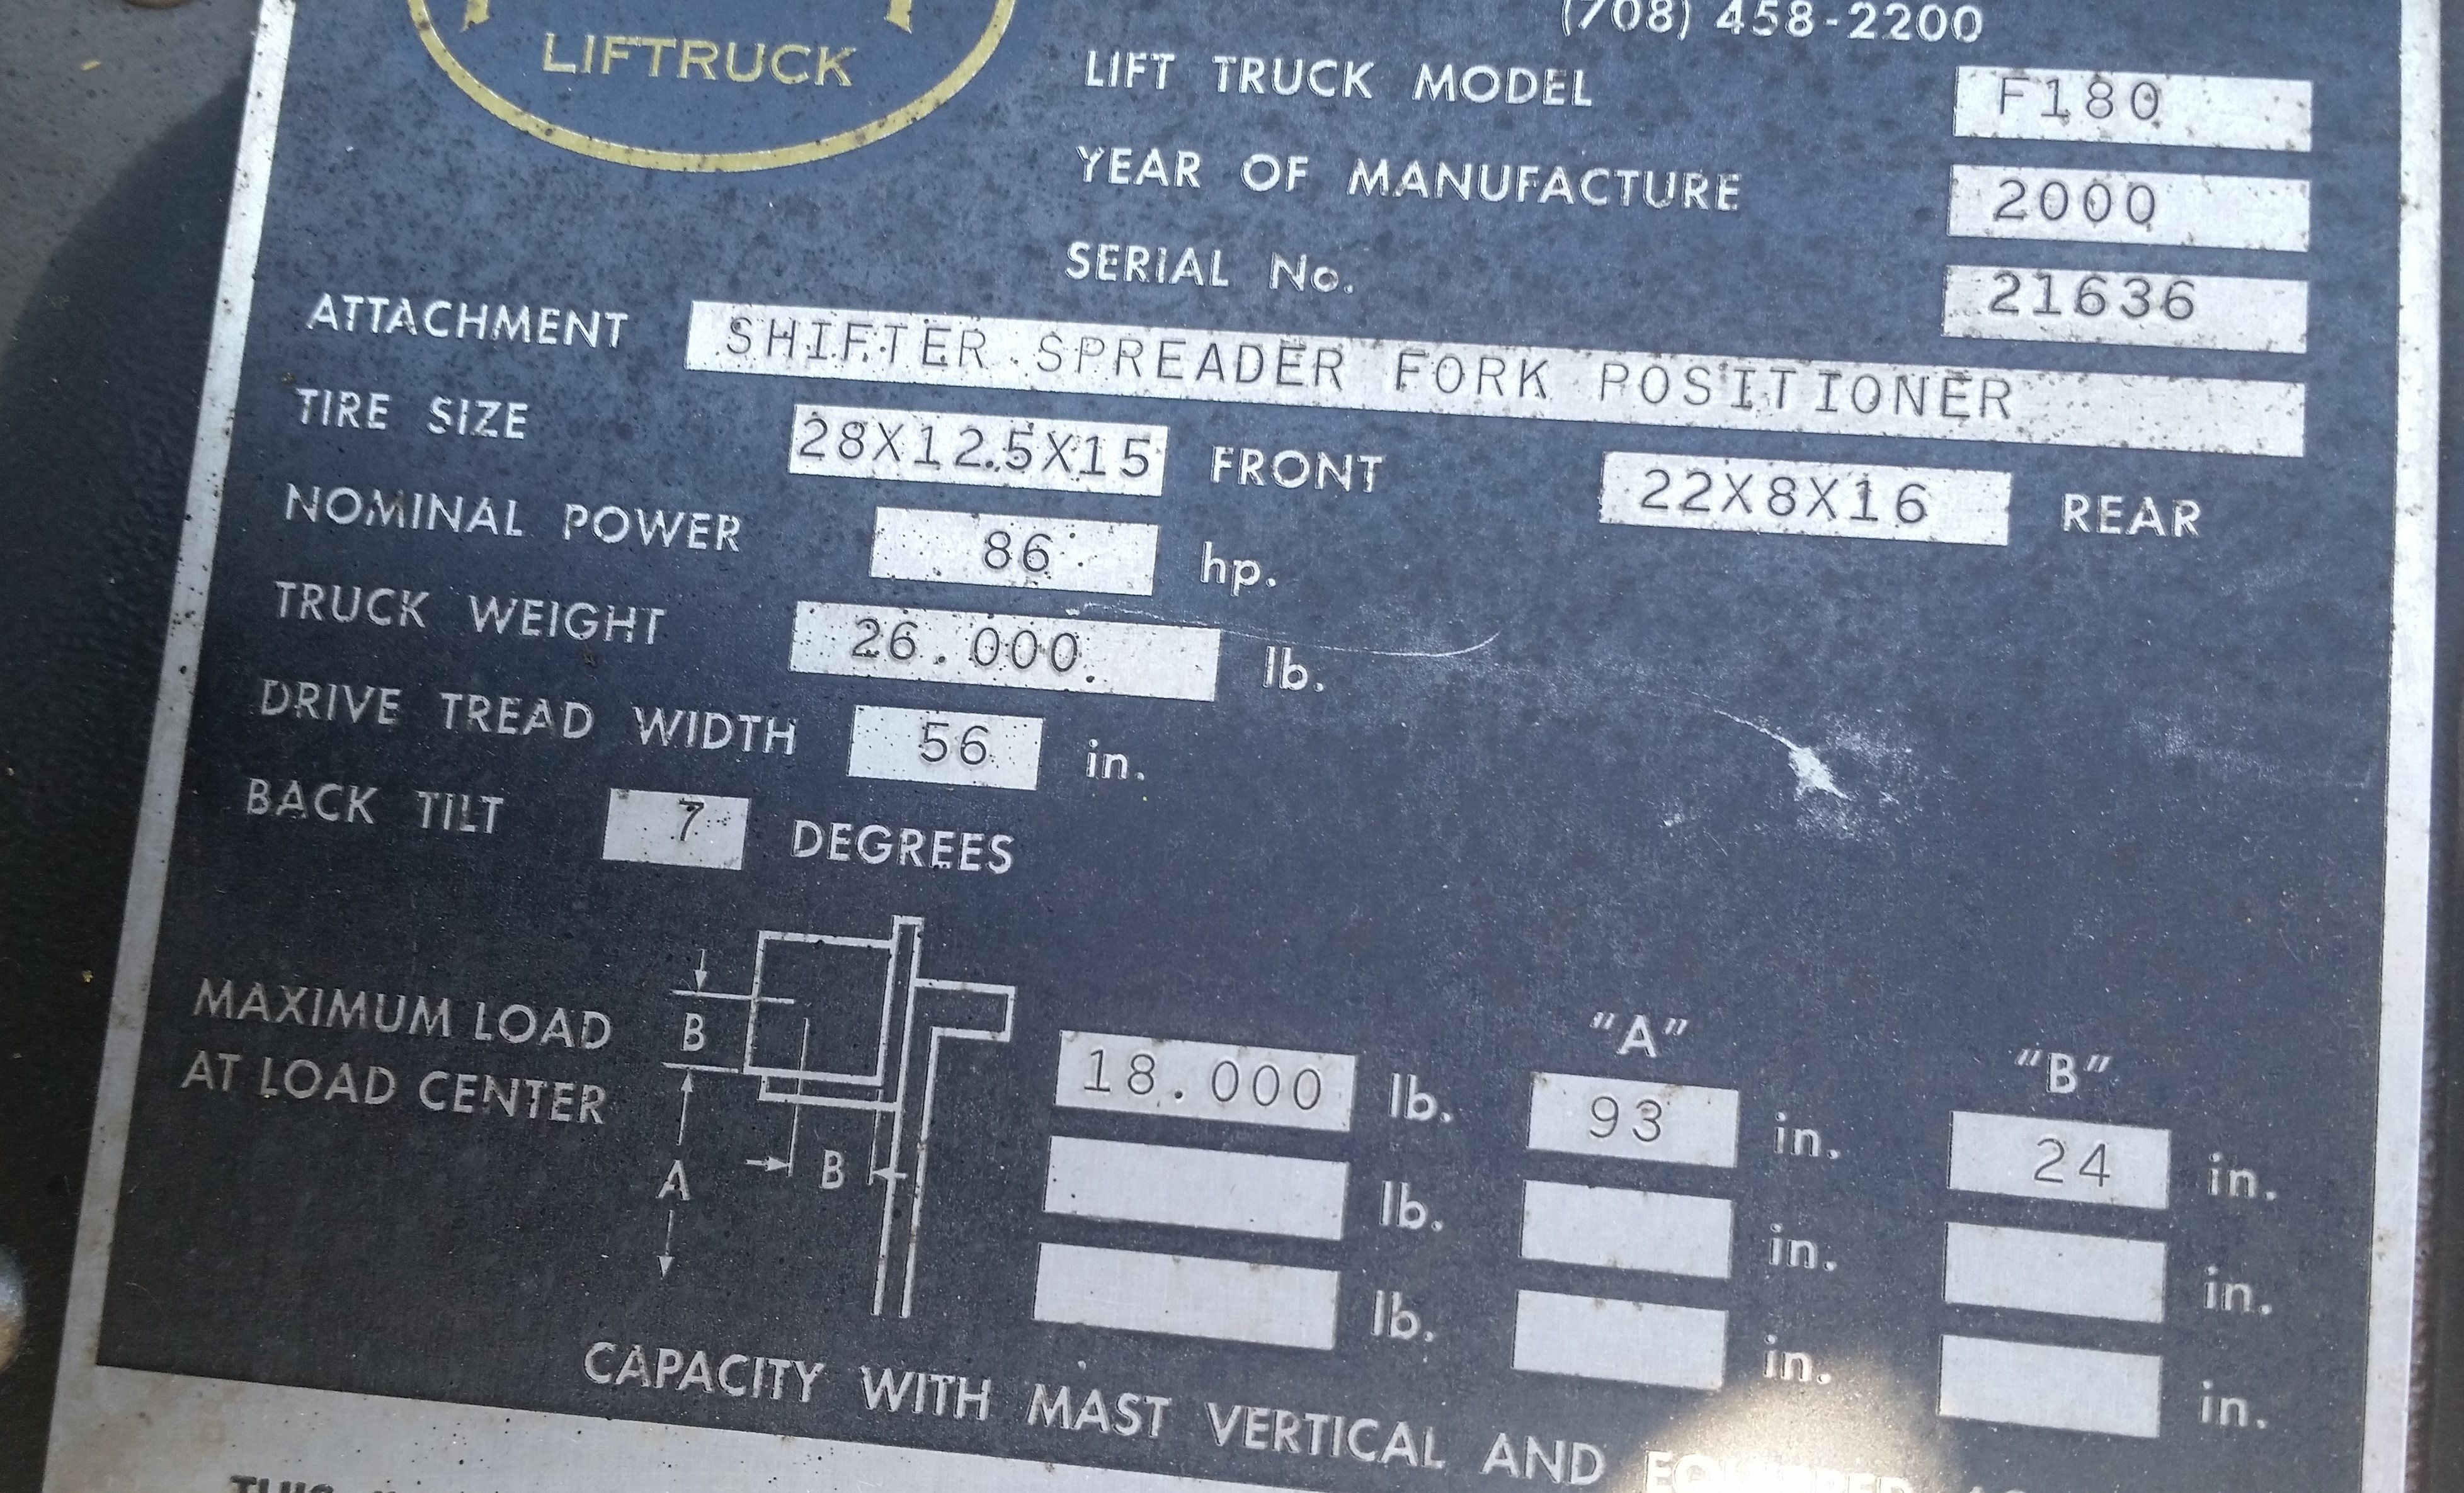 LIFTRUCK
(708) 458-2200
LIFT TRUCK MODEL F180
YEAR OF MANUFACTURE 2000
SERIAL No. 21636
ATTACHMENT SHIFTER SPREADER FORK POSITIONER
TIRE SIZE 28X12.5X15 FRONT 22X8X16 REAR
NOMINAL POWER 86 hp.
TRUCK WEIGHT 26.000 lb.
DRIVE TREAD WIDTH 56 in.
BACK TILT 7 DEGREES
"A" "B"
MAXIMUM LOAD
AT LOAD CENTER
B
A
B
18.000 lb. 93 in. 24 in.
lb. in. in.
lb. in. in.
CAPACITY WITH MAST VERTICAL AND
THIS